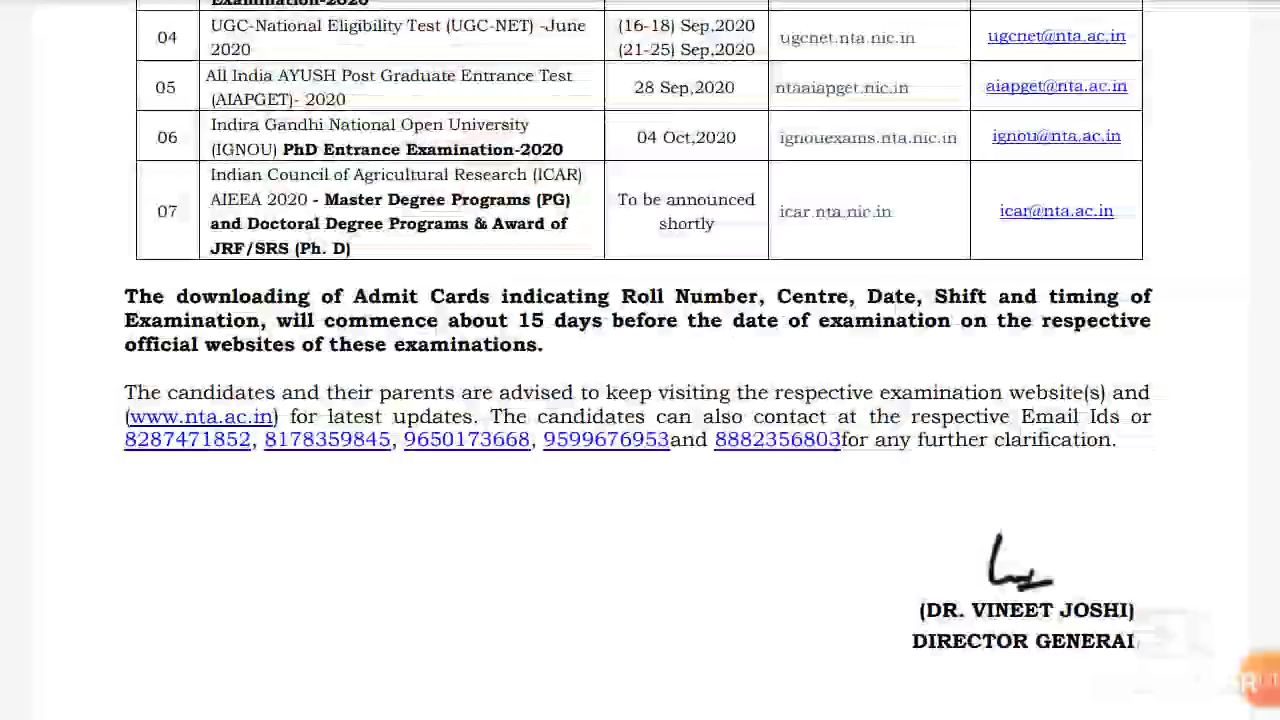 Examination-2020
04 UGC-National Eligibility Test (UGC-NET) -June (16-18) Sep,2020 ugcnet.nta.nic.in ugcnet@nta.ac.in
2020 (21-25) Sep,2020
05 All India AYUSH Post Graduate Entrance Test 28 Sep,2020 ntaaiapget.nic.in aiapget@nta.ac.in
(AIAPGET)- 2020
06 Indira Gandhi National Open University 04 Oct,2020 ignouexams.nta.nic.in ignou@nta.ac.in
(IGNOU) PhD Entrance Examination-2020
Indian Council of Agricultural Research (ICAR)
AIEEA 2020 - Master Degree Programs (PG) To be announced
07 and Doctoral Degree Programs & Award of shortly icar.nta.nic.in icar@nta.ac.in
JRF/SRS (Ph. D)
The downloading of Admit Cards indicating Roll Number, Centre, Date, Shift and timing of
Examination, will commence about 15 days before the date of examination on the respective
official websites of these examinations.
The candidates and their parents are advised to keep visiting the respective examination website(s) and
(www.nta.ac.in) for latest updates. The candidates can also contact at the respective Email Ids or
8287471852, 8178359845, 9650173668, 9599676953and 8882356803for any further clarification.
(DR. VINEET JOSHI)
DIRECTOR GENERAL